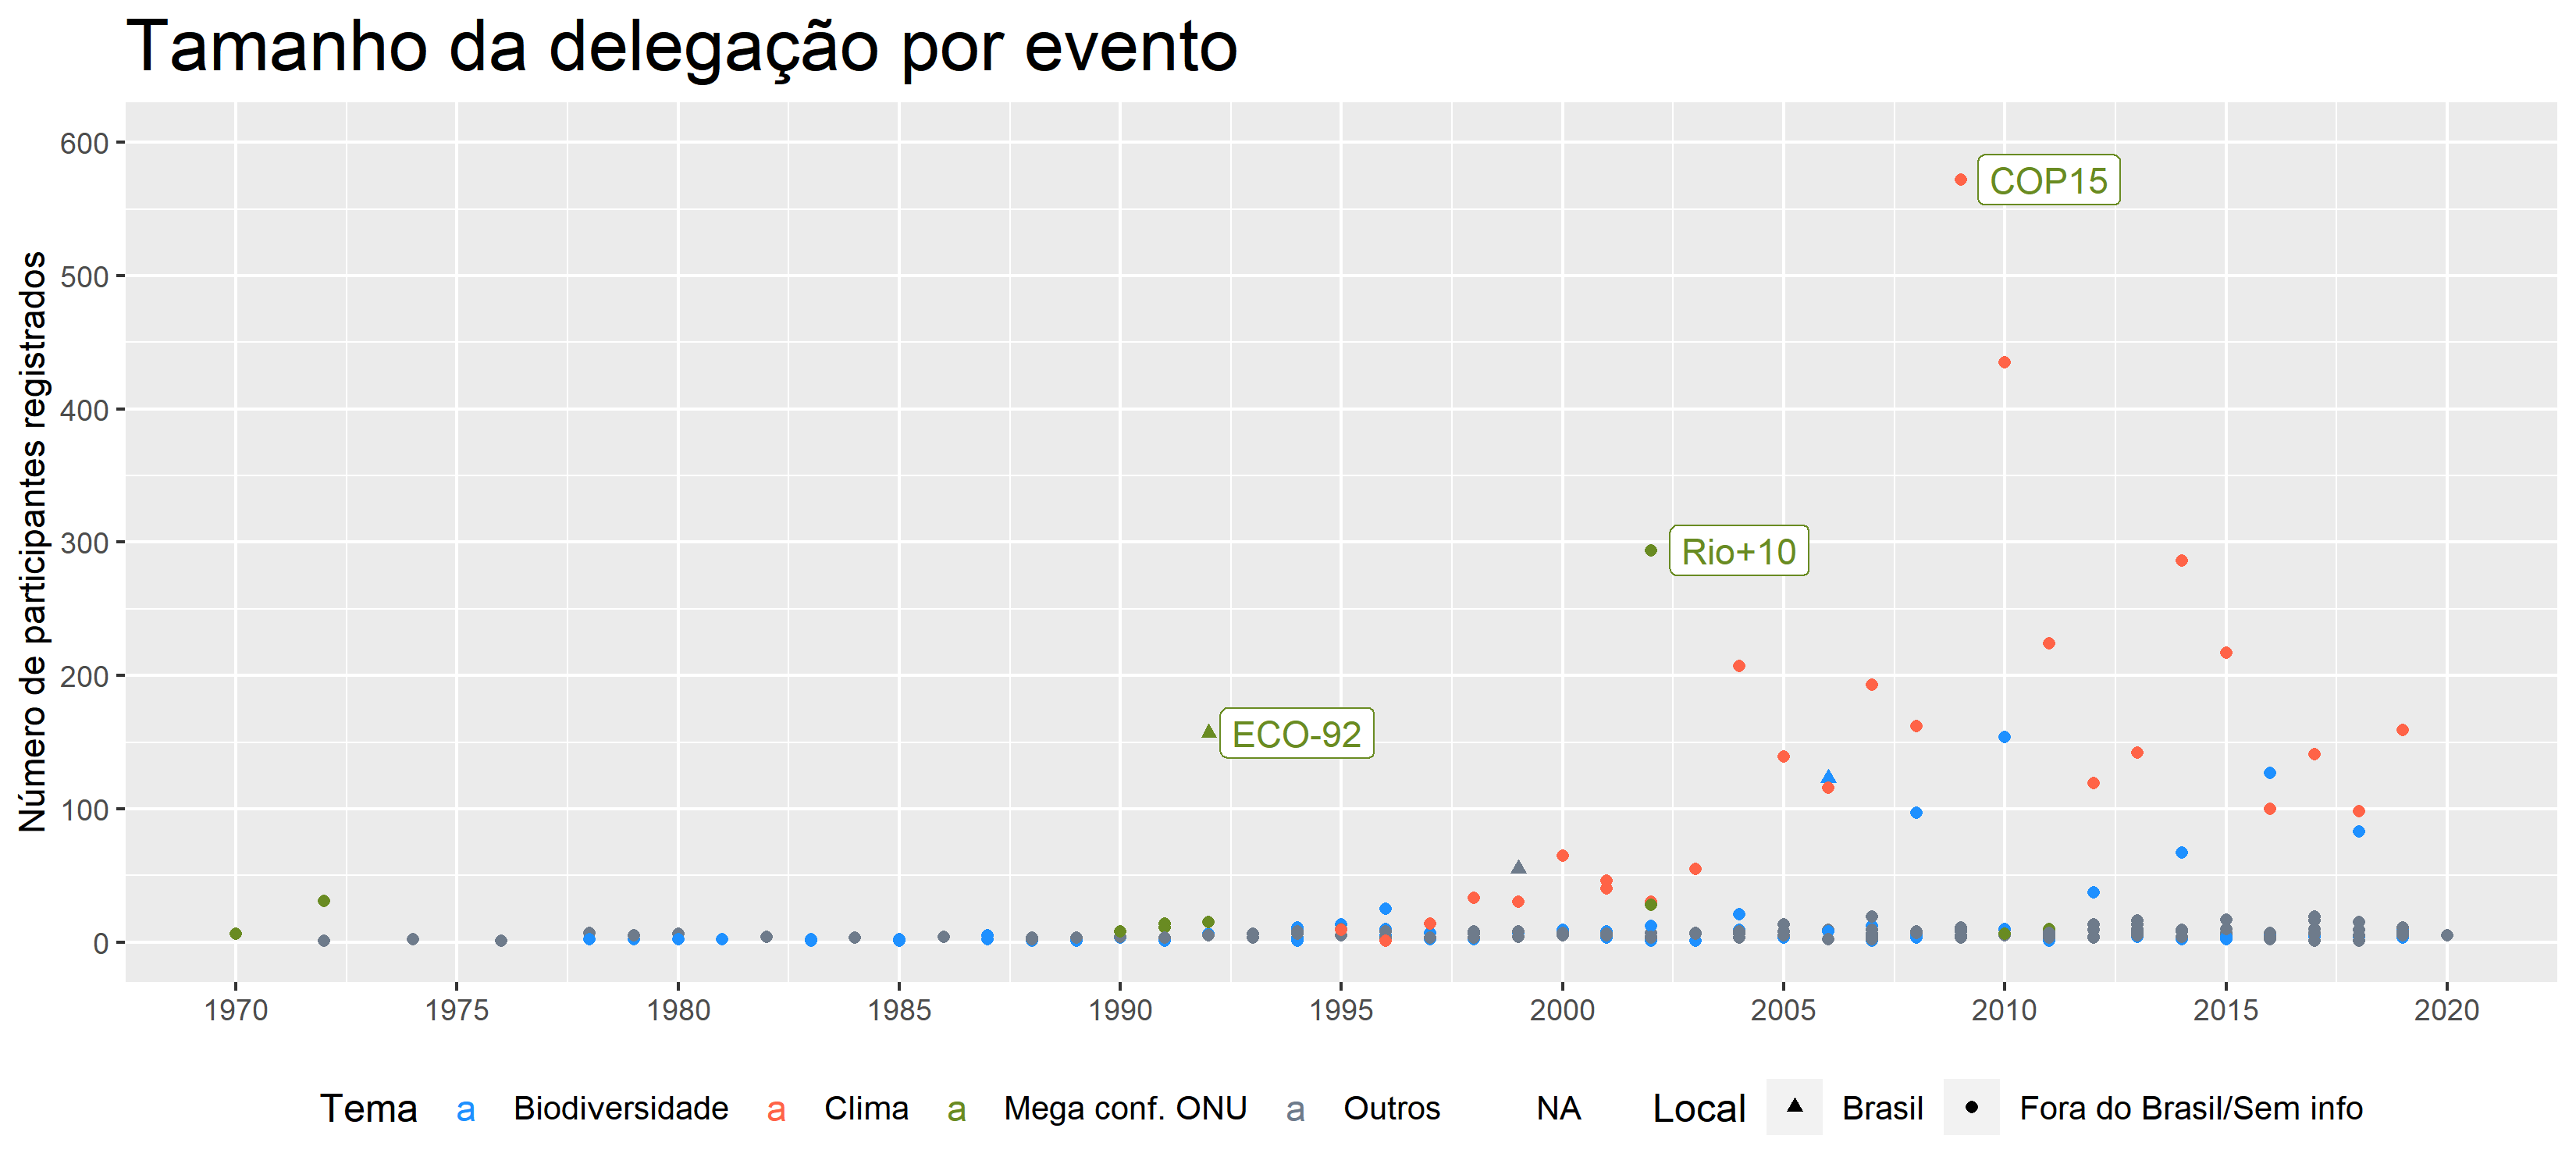 Tamanho da delegação por evento
Número de participantes registrados
600
500
400
300
200
100
0
COP15
Rio+10
ECO-92
1970 1975 1980 1985 1990 1995 2000 2005 2010 2015 2020
Tema a Biodiversidade a Clima a Mega conf. ONU a Outros NA Local Brasil Fora do Brasil/Sem info